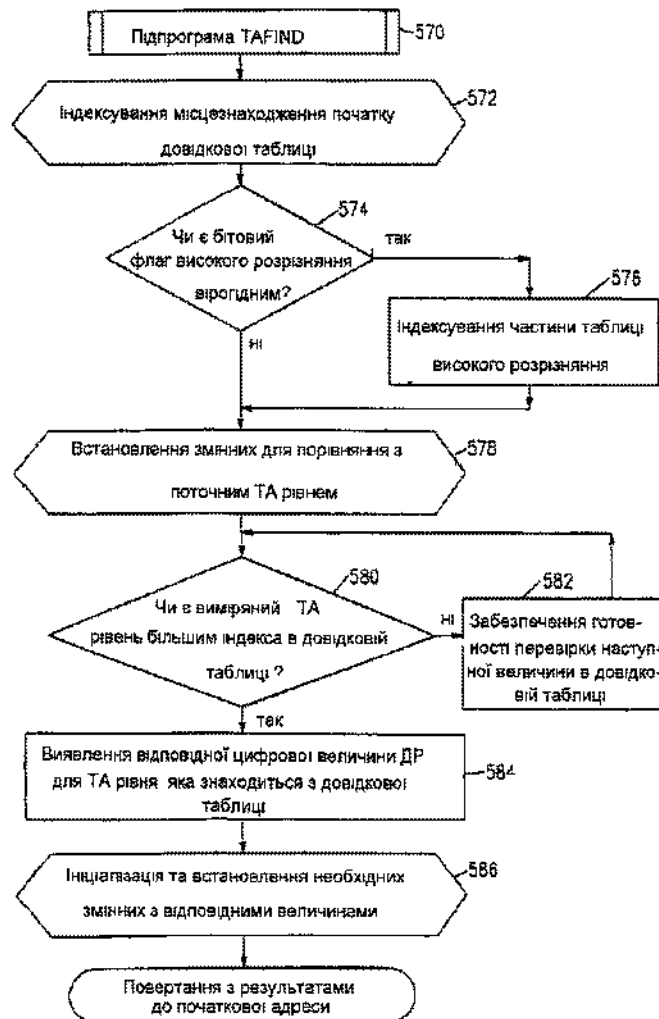 Підпрограма TAFIND
570
Індексування місцезнаходження початку
довідкової таблиці
572
574
Чи є бітовий
флаг високого розрізняння
вірогідним?
так
ні
576
Індексування частини таблиці
високого розрізняння
Встановлення змінних для порівняння з
поточним ТА рівнем
578
580
Чи є виміряний ТА
рівень більшим індекса в довідковій
таблиці ?
ні
так
582
Забезпечення готов-
ності перевірки наступ-
ної величини в довідко-
вій таблиці
Виявлення відповідної цифрової величини ДР
для ТА рівня яка знаходиться з довідкової
таблиці
584
Ініціалізація та встановлення необхідних
змінних з відповідними величинами
586
Повертання з результатами
до початкової адреси